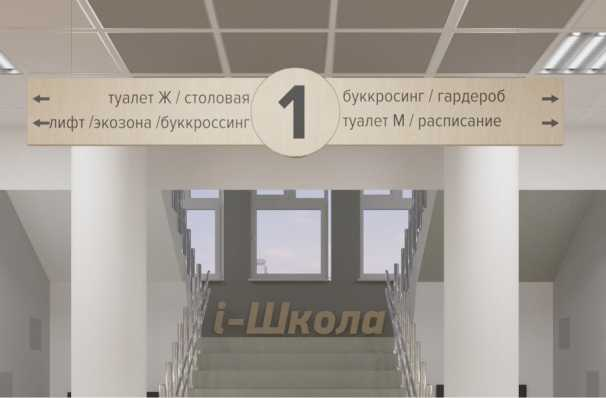 туалет Ж / столовая
лифт /экозона /буккроссинг
1
буккросинг / гардероб
туалет М / расписание
i-Школа